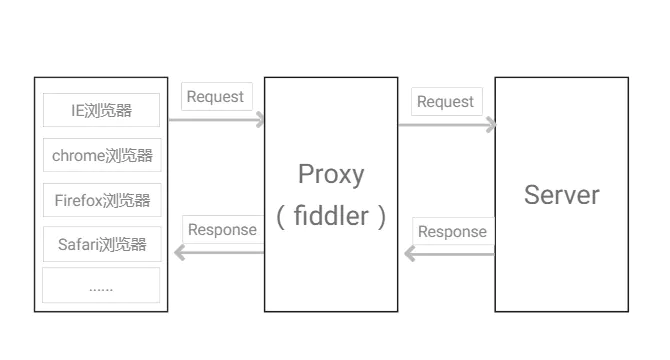 IE浏览器
chrome浏览器
Firefox浏览器
Safari浏览器
......
Request
Response
Proxy
( fiddler )
Request
Response
Server